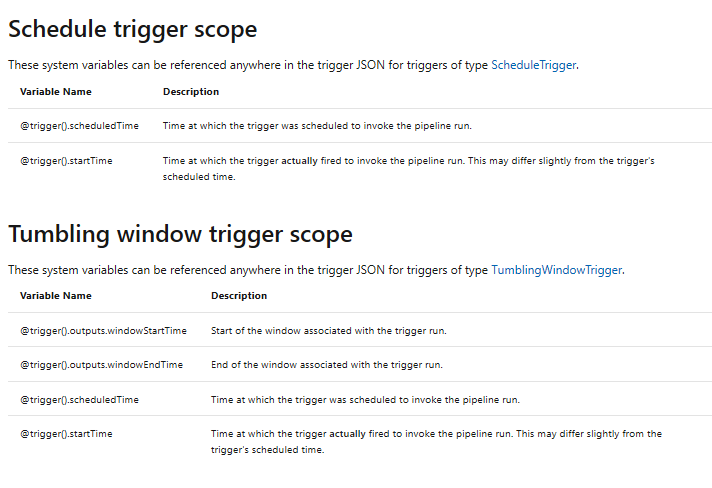 Schedule trigger scope
These system variables can be referenced anywhere in the trigger JSON for triggers of type ScheduleTrigger.
Variable Name Description
@trigger().scheduledTime Time at which the trigger was scheduled to invoke the pipeline run.
@trigger().startTime Time at which the trigger actually fired to invoke the pipeline run. This may differ slightly from the trigger's
scheduled time.
Tumbling window trigger scope
These system variables can be referenced anywhere in the trigger JSON for triggers of type TumblingWindowTrigger.
Variable Name Description
@trigger().outputs.windowStartTime Start of the window associated with the trigger run.
@trigger().outputs.windowEndTime End of the window associated with the trigger run.
@trigger().scheduledTime Time at which the trigger was scheduled to invoke the pipeline run.
@trigger().startTime Time at which the trigger actually fired to invoke the pipeline run. This may differ slightly from the
trigger's scheduled time.